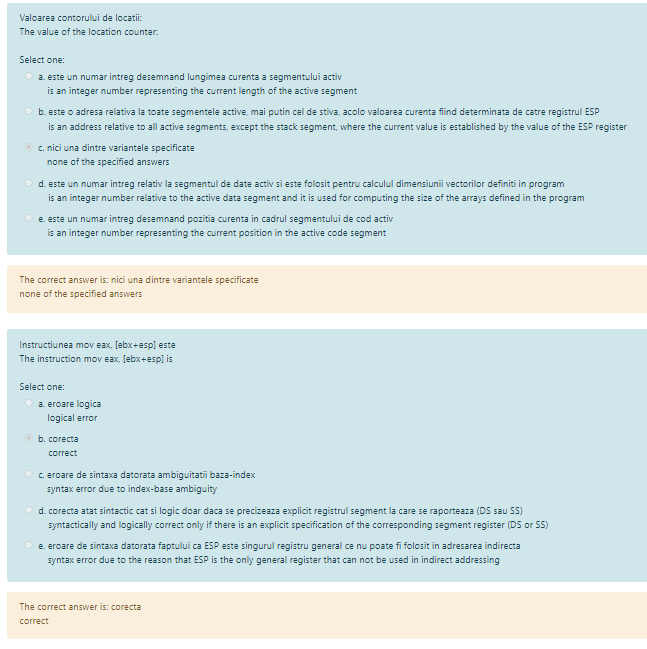 Valoarea contorului de locatii:
The value of the location counter:
Select one:
a. este un numar intreg desemnand lungimea curenta a segmentului activ
is an integer number representing the current length of the active segment
b. este o adresa relativa la toate segmentele active, mai putin cel de stiva, acolo valoarea curenta fiind determinata de catre registrul ESP
is an address relative to all active segments, except the stack segment, where the current value is established by the value of the ESP register
c. nici una dintre variantele specificate
none of the specified answers
d. este un numar intreg relativ la segmentul de date activ si este folosit pentru calculul dimensiunii vectorilor definiti in program
is an integer number relative to the active data segment and it is used for computing the size of the arrays defined in the program
e. este un numar intreg desemnand pozitia curenta in cadrul segmentului de cod activ
is an integer number representing the current position in the active code segment
The correct answer is: nici una dintre variantele specificate
none of the specified answers
Instructiunea mov eax, [ebx+esp] este
The instruction mov eax, [ebx+esp] is
Select one:
a. eroare logica
logical error
b. corecta
correct
c. eroare de sintaxa datorata ambiguitatii baza-index
syntax error due to index-base ambiguity
d. corecta atat sintactic cat si logic doar daca se precizeaza explicit registrul segment la care se raporteaza (DS sau SS)
syntactically and logically correct only if there is an explicit specification of the corresponding segment register (DS or SS)
e. eroare de sintaxa datorata faptului ca ESP este singurul registru general ce nu poate fi folosit in adresarea indirecta
syntax error due to the reason that ESP is the only general register that can not be used in indirect addressing
The correct answer is: corecta
correct